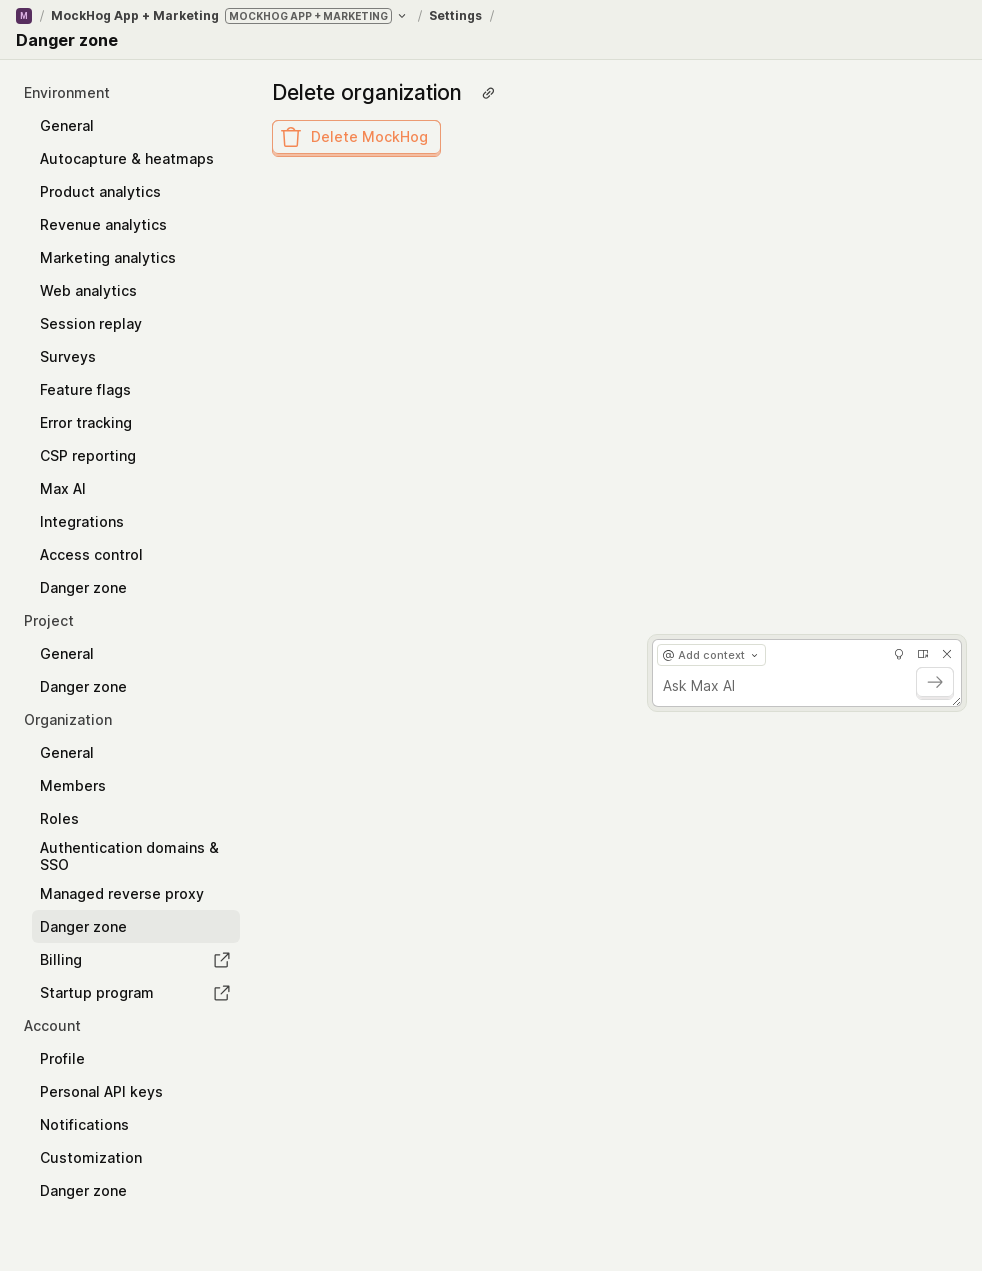 M / MockHog App + Marketing MOCKHOG APP + MARKETING / Settings /
Danger zone
Environment
General
Autocapture & heatmaps
Product analytics
Revenue analytics
Marketing analytics
Web analytics
Session replay
Surveys
Feature flags
Error tracking
CSP reporting
Max AI
Integrations
Access control
Danger zone
Project
General
Danger zone
Organization
General
Members
Roles
Authentication domains &
SSO
Managed reverse proxy
Danger zone
Billing
Startup program
Account
Profile
Personal API keys
Notifications
Customization
Danger zone
Delete organization
Delete MockHog
@ Add context
Ask Max AI